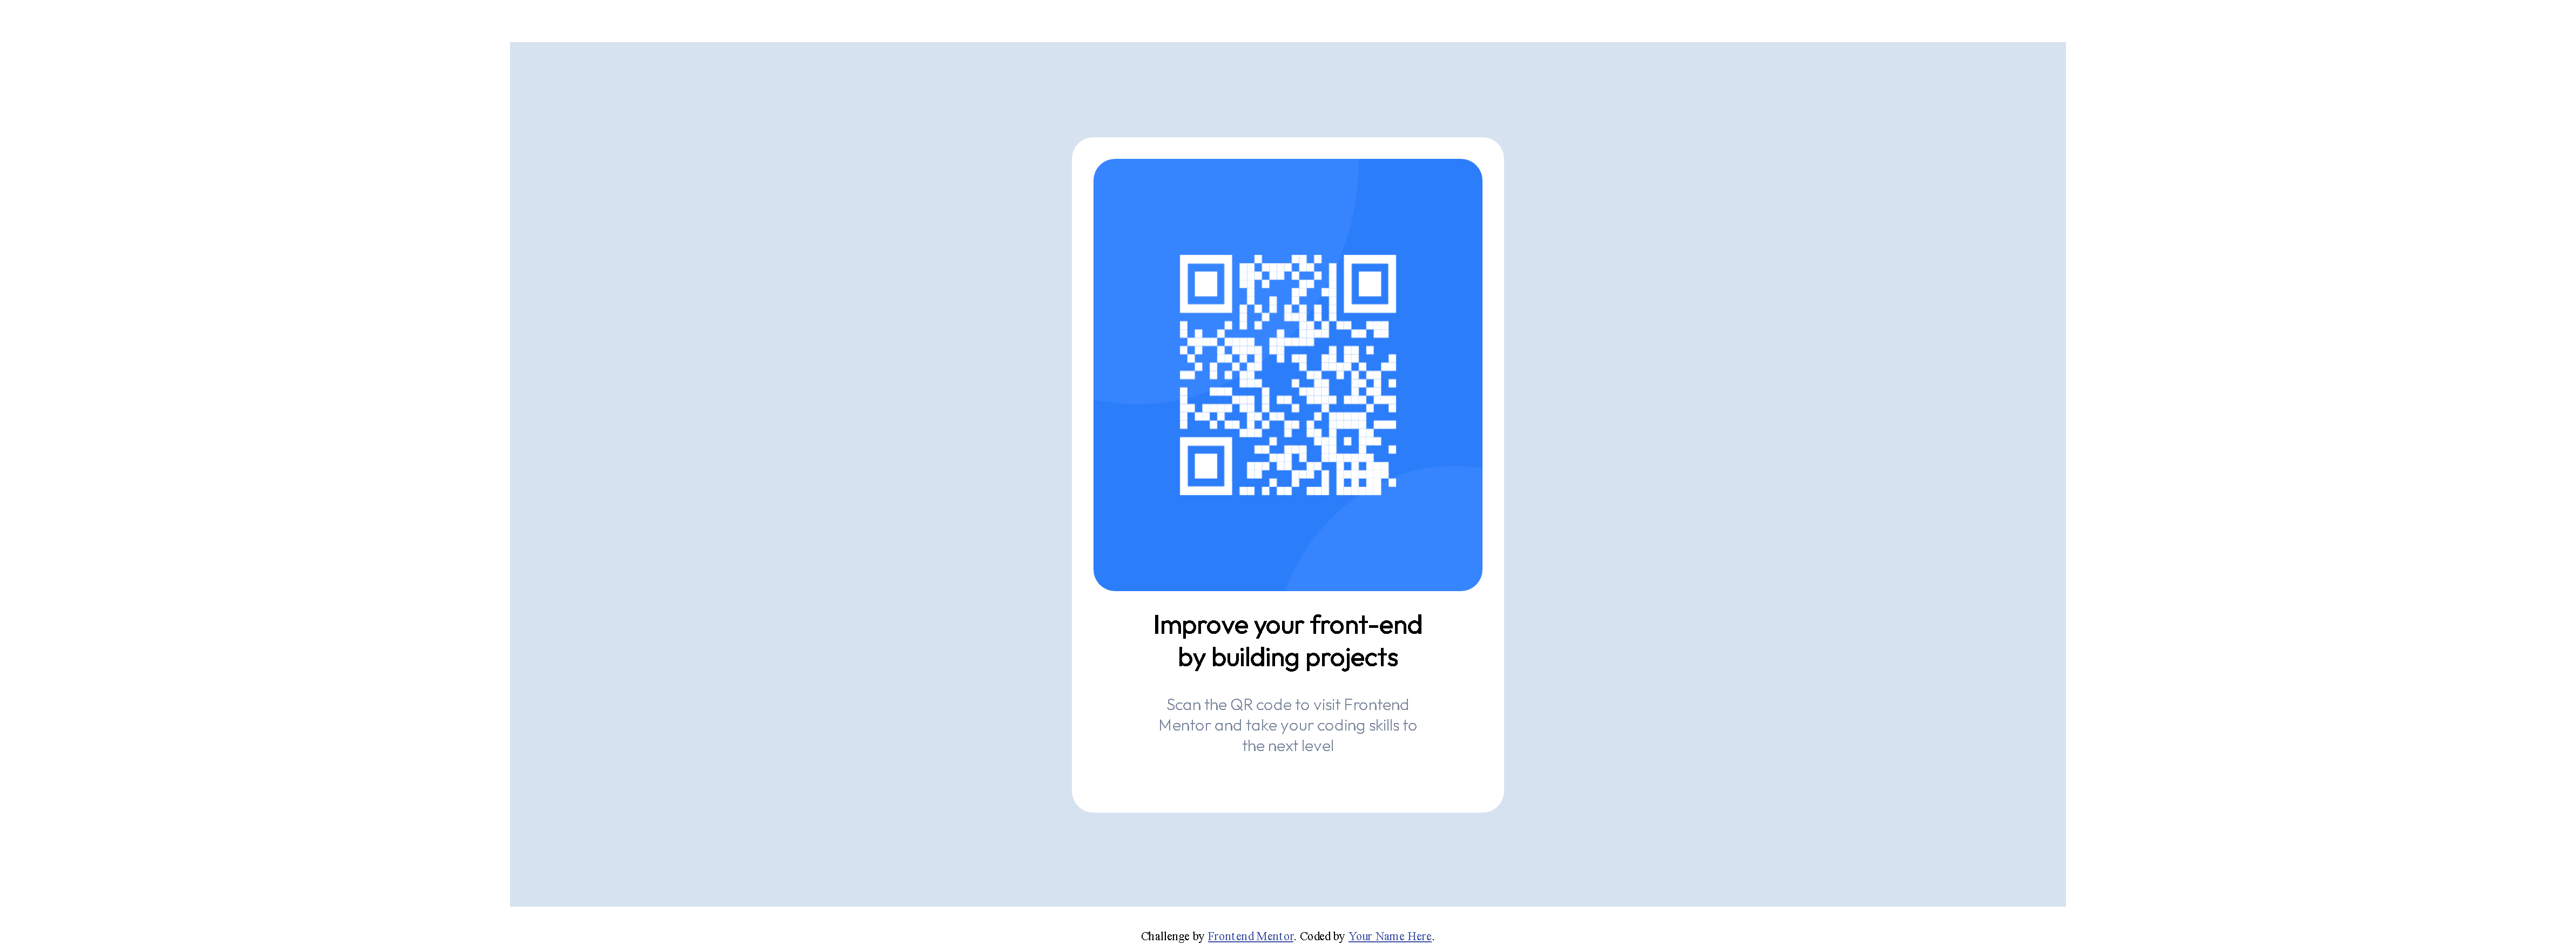 Improve your front-end
by building projects
Scan the QR code to visit Frontend
Mentor and take your coding skills to
the next level
Challenge by Frontend Mentor. Coded by Your Name Here.